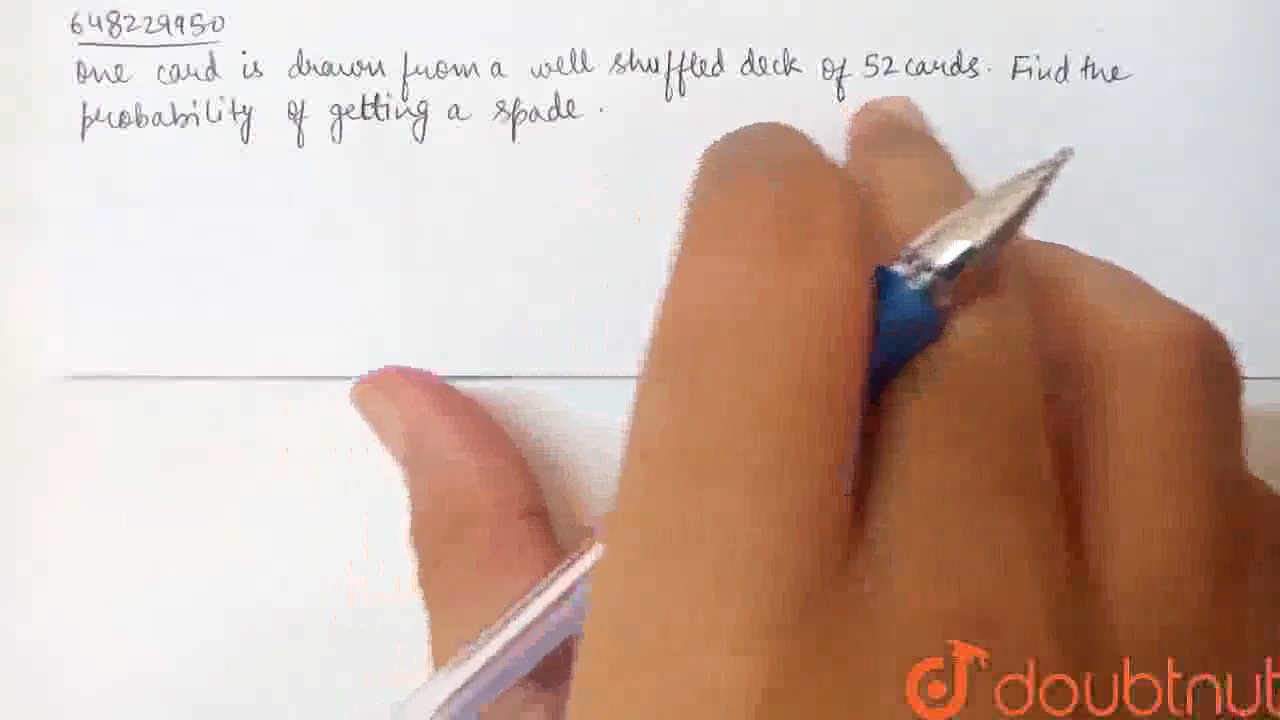 648229950
One card is drawn from a well shuffled deck of 52 cards. Find the
probability of getting a spade.
doubtnut